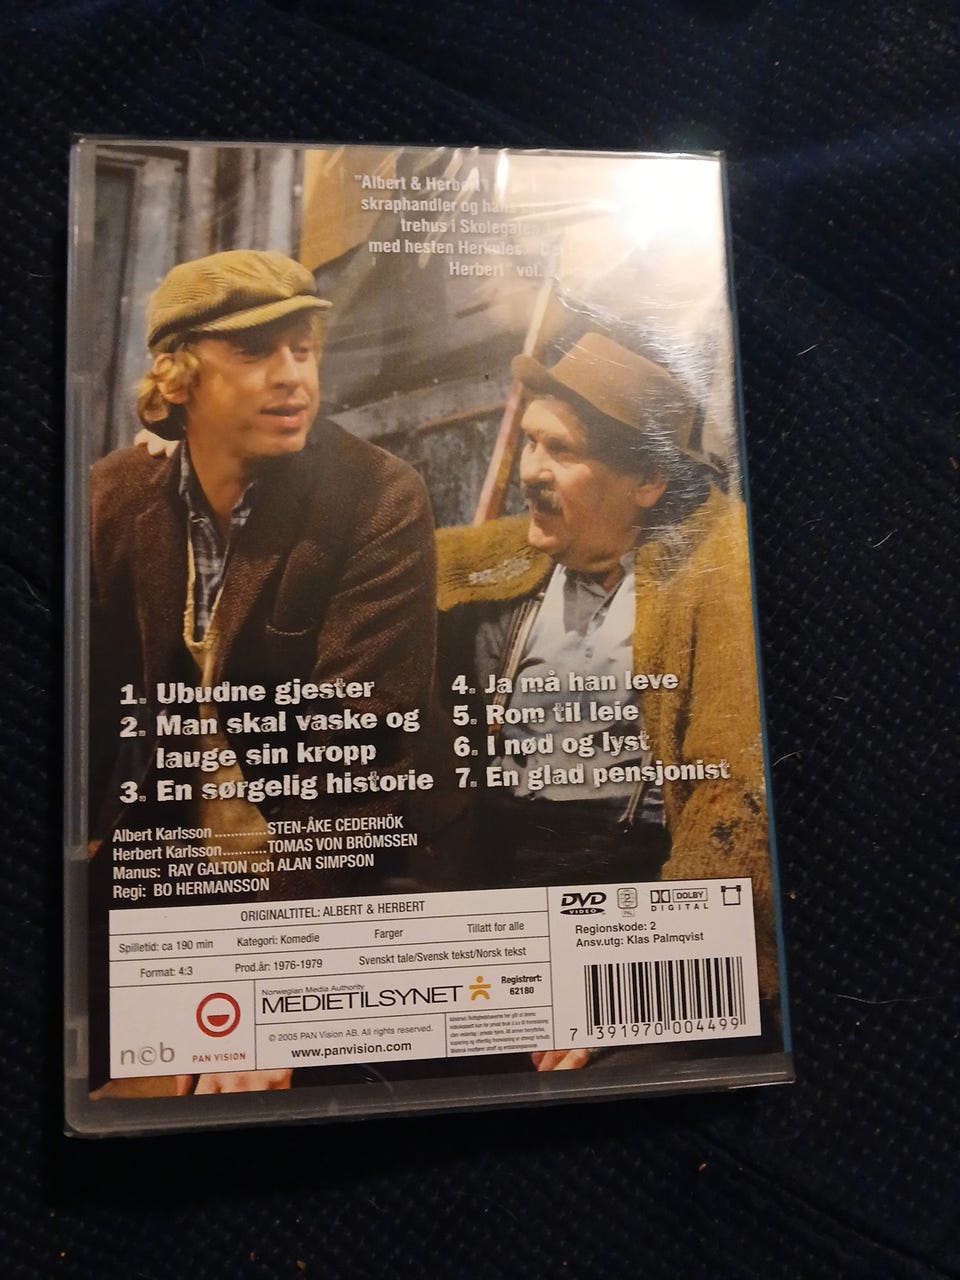 "Albert & Herbert"
skraphandler og hans
trehus i Skolegaten
med hesten Herkules.
Herbert" vol.
1. Ubudne gjester
2. Man skal vaske og
lauge sin kropp
3. En sørgelig historie
4. Ja må han leve
5. Rom til leie
6. I nød og lyst
7. En glad pensjonist
Albert Karlsson .............STEN-ÅKE CEDERHÖK
Herbert Karlsson...........TOMAS VON BRÖMSSEN
Manus: RAY GALTON och ALAN SIMPSON
Regi: BO HERMANSSON
ORIGINALTITEL: ALBERT & HERBERT
Spilletid: ca 190 min Kategori: Komedie Farger Tillatt for alle
Format: 4:3 Prod.år: 1976-1979 Svenskt tale/Svensk tekst/Norsk tekst
ncb
PAN VISION
Norwegian Media Authority
MEDIETILSYNET
Registrert:
62180
© 2005 PAN Vision AB. All rights reserved.
www.panvision.com
DVD
VIDEO
2
PAL
DOLBY
DIGITAL
Regionskode: 2
Ansv.utg: Klas Palmqvist
7 391970 004499